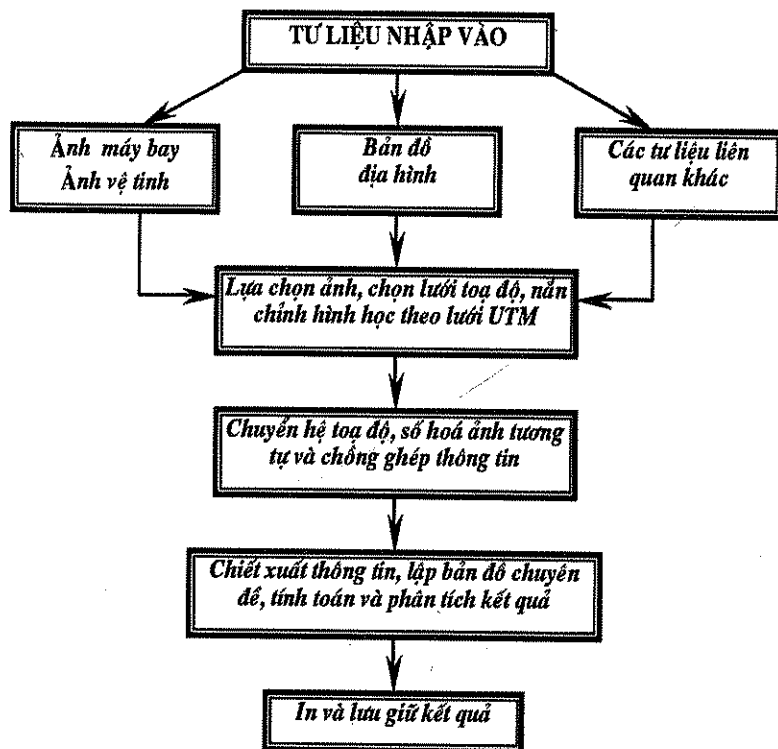 TƯ LIỆU NHẬP VÀO
Ảnh máy bay
Ảnh vệ tinh
Bản đồ
địa hình
Các tư liệu liên
quan khác
Lựa chọn ảnh, chọn lưới toạ độ, nắn
chỉnh hình học theo lưới UTM
Chuyển hệ toạ độ, số hoá ảnh tương
tự và chồng ghép thông tin
Chiết xuất thông tin, lập bản đồ chuyên
đề, tính toán và phân tích kết quả
In và lưu giữ kết quả